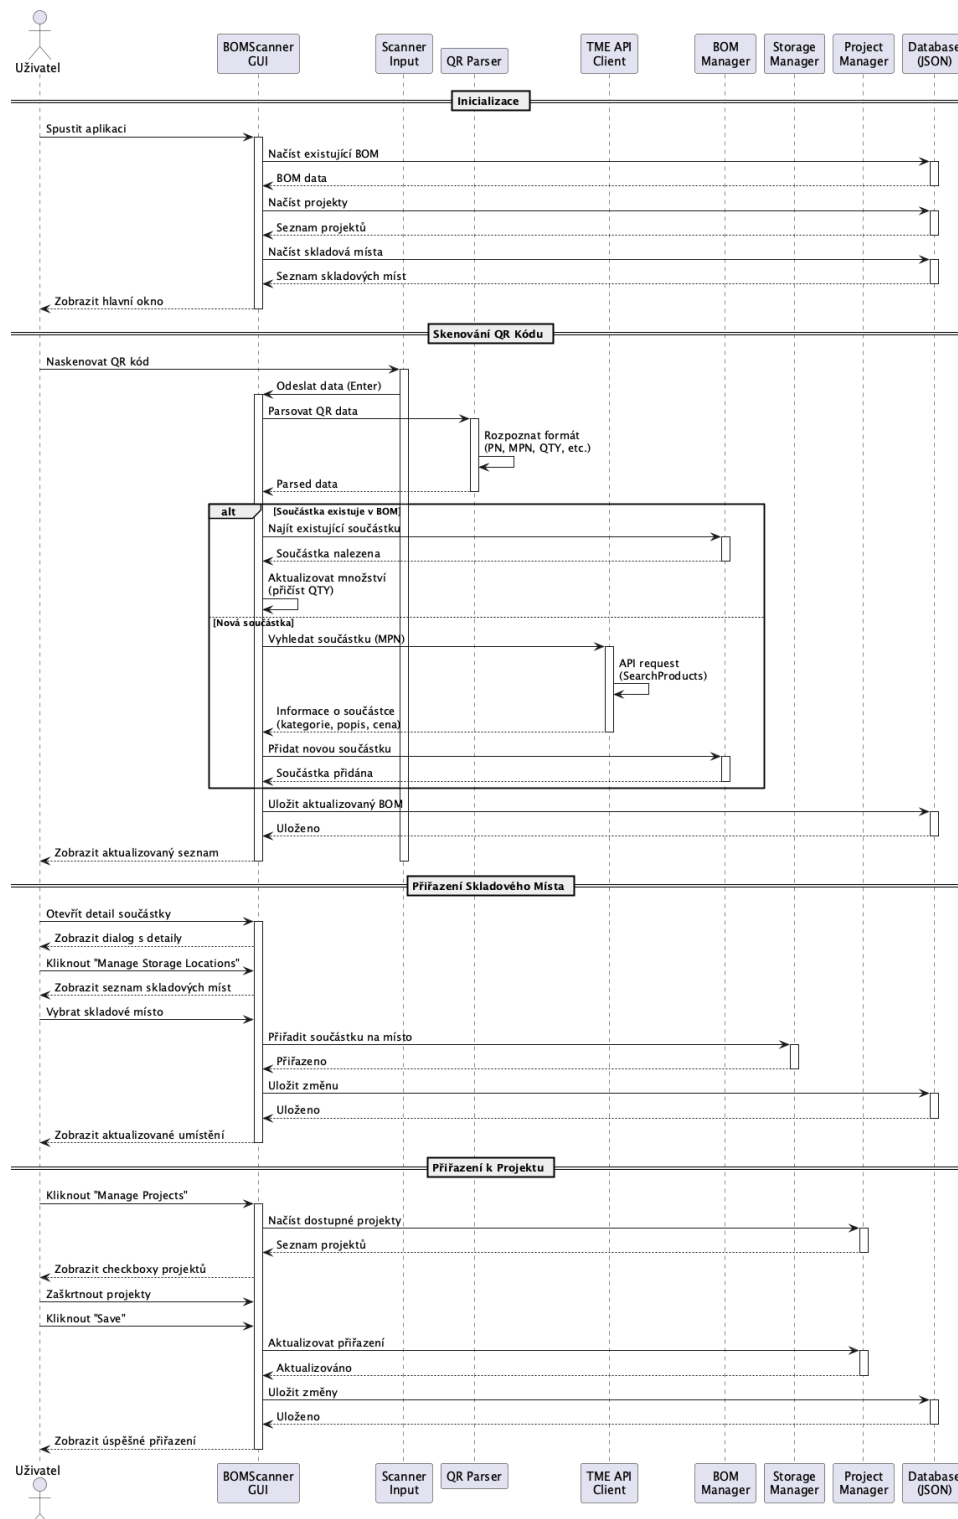 Uživatel
BOMScanner
GUI
Scanner
Input
QR Parser
TME API
Client
BOM
Manager
Storage
Manager
Project
Manager
Database
(JSON)
Inicializace
Spustit aplikaci
Načíst existující BOM
BOM data
Načíst projekty
Seznam projektů
Načíst skladová místa
Seznam skladových míst
Zobrazit hlavní okno
Skenování QR Kódu
Naskenovat QR kód
Odeslat data (Enter)
Parsovat QR data
Rozpoznat formát
(PN, MPN, QTY, etc.)
Parsed data
alt
[Součástka existuje v BOM]
Najít existující součástku
Součástka nalezena
Aktualizovat množství
(přičíst QTY)
[Nová součástka]
Vyhledat součástku (MPN)
API request
(SearchProducts)
Informace o součástce
(kategorie, popis, cena)
Přidat novou součástku
Součástka přidána
Uložit aktualizovaný BOM
Uloženo
Zobrazit aktualizovaný seznam
Přiřazení Skladového Místa
Otevřít detail součástky
Zobrazit dialog s detaily
Kliknout "Manage Storage Locations"
Zobrazit seznam skladových míst
Vybrat skladové místo
Přiřadit součástku na místo
Přiřazeno
Uložit změnu
Uloženo
Zobrazit aktualizované umístění
Přiřazení k Projektu
Kliknout "Manage Projects"
Načíst dostupné projekty
Seznam projektů
Zobrazit checkboxy projektů
Zaškrtnout projekty
Kliknout "Save"
Aktualizovat přiřazení
Aktualizováno
Uložit změny
Uloženo
Zobrazit úspěšné přiřazení
Uživatel
BOMScanner
GUI
Scanner
Input
QR Parser
TME API
Client
BOM
Manager
Storage
Manager
Project
Manager
Database
(JSON)